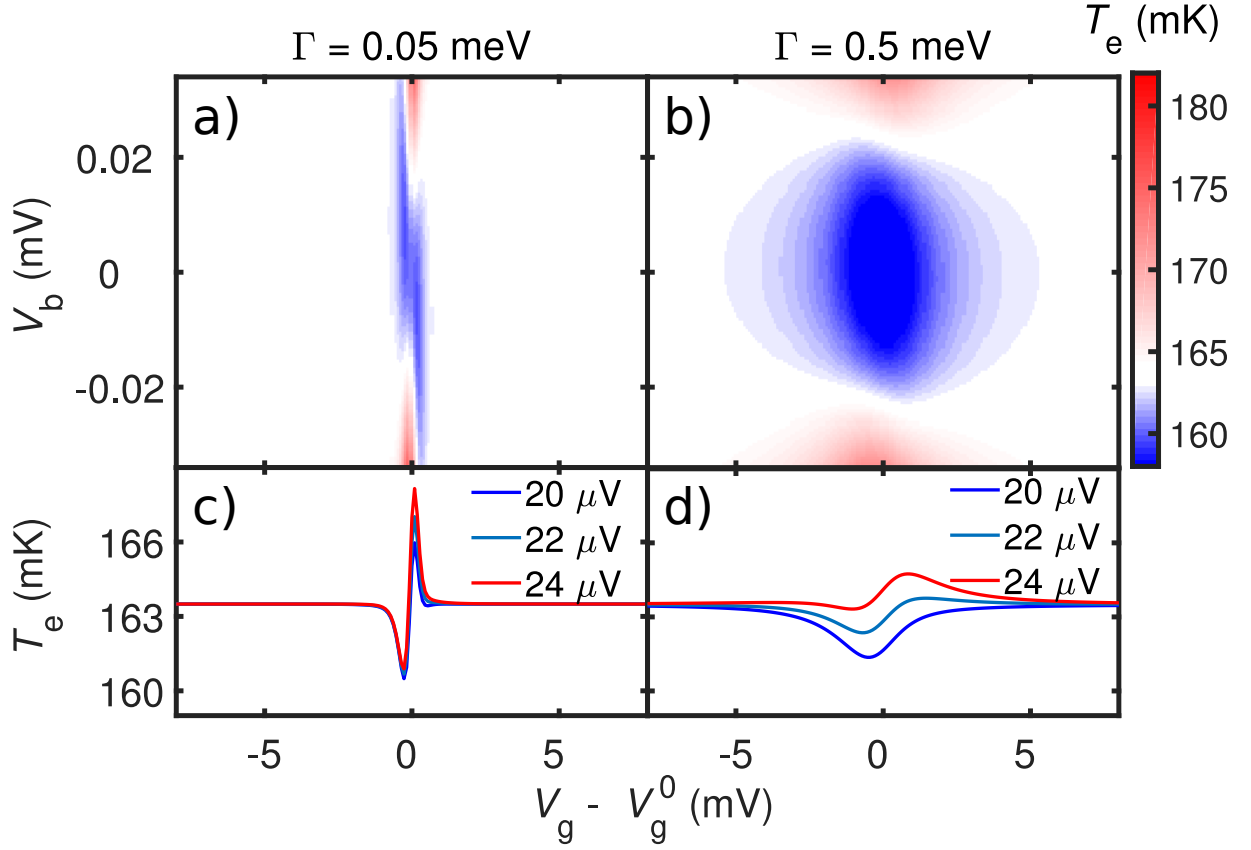 Γ = 0.05 meV
Γ = 0.5 meV
T_e (mK)
a)
b)
V_b (mV)
0.02
0
-0.02
180
175
170
165
160
c)
20 μV
22 μV
24 μV
d)
20 μV
22 μV
24 μV
T_e (mK)
166
163
160
-5
0
5
-5
0
5
V_g - V_g^0 (mV)